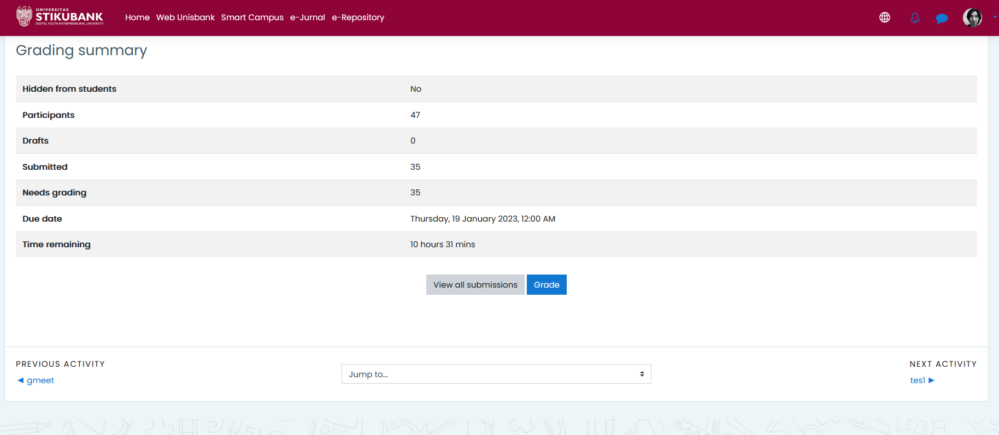 UNIVERSITAS
STIKUBANK
DIGITAL YOUTH ENTREPRENEURIAL UNIVERSITY
Home Web Unisbank Smart Campus e-Jurnal e-Repository
Grading summary
Hidden from students No
Participants 47
Drafts 0
Submitted 35
Needs grading 35
Due date Thursday, 19 January 2023, 12:00 AM
Time remaining 10 hours 31 mins
View all submissions Grade
PREVIOUS ACTIVITY
◄ gmeet
Jump to...
NEXT ACTIVITY
tes1 ►